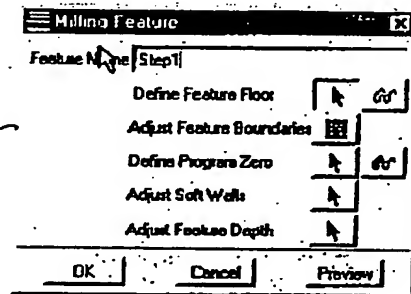 Milling Feature
Feature Name Step1
Define Feature Floor
Adjust Feature Boundaries
Define Program Zero
Adjust Soft Walls
Adjust Feature Depth
OK Cancel Preview